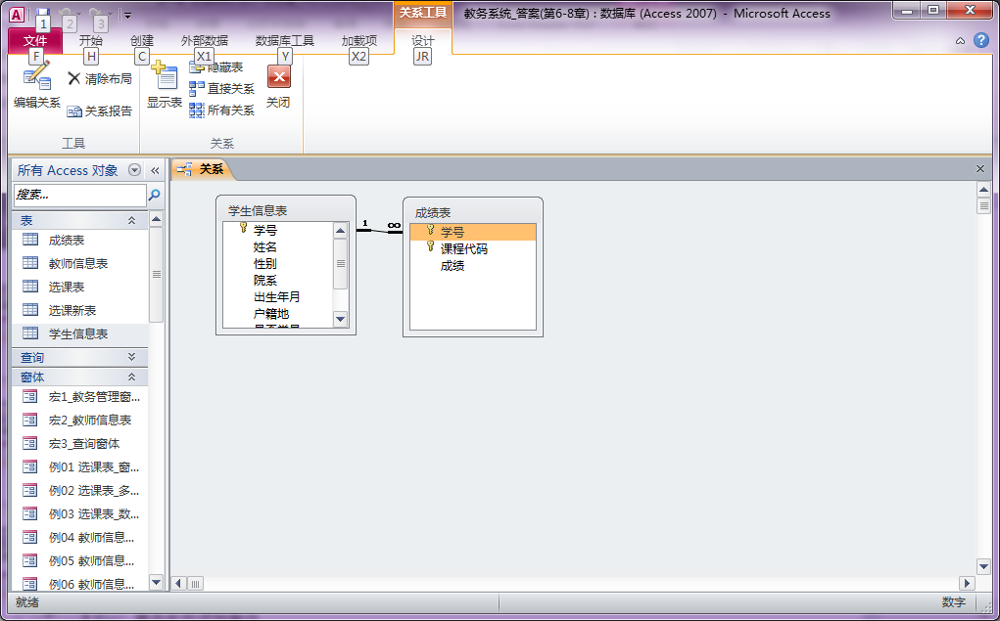 关系工具
教务系统_答案(第6-8章) : 数据库 (Access 2007) - Microsoft Access
1
2
3
文件
开始
创建
外部数据
数据库工具
加载项
设计
F
H
C
X1
Y
X2
JR
编辑关系
清除布局
关系报告
工具
显示表
隐藏表
直接关系
所有关系
关闭
关系
所有 Access 对象
搜索...
表
成绩表
教师信息表
选课表
选课新表
学生信息表
查询
窗体
宏1_教务管理窗...
宏2_教师信息表
宏3_查询窗体
例01 选课表_窗...
例02 选课表_多...
例03 选课表_数...
例04 教师信息...
例05 教师信息...
例06 教师信息...
关系
学生信息表
学号
姓名
性别
院系
出生年月
户籍地
1
∞
成绩表
学号
课程代码
成绩
就绪
数字